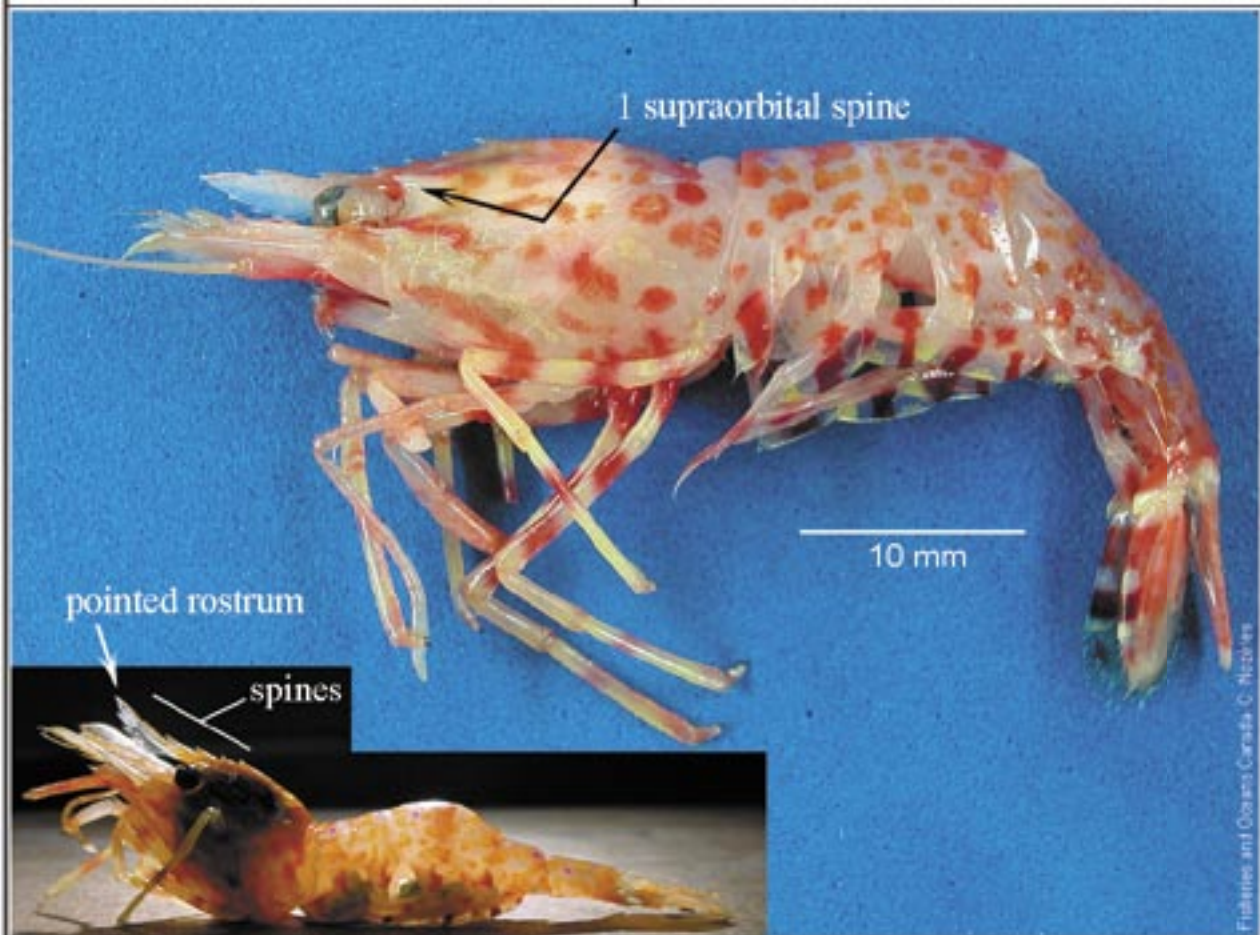 1 supraorbital spine
10 mm
pointed rostrum
spines
Fisheries and Oceans Canada, C. Nozères